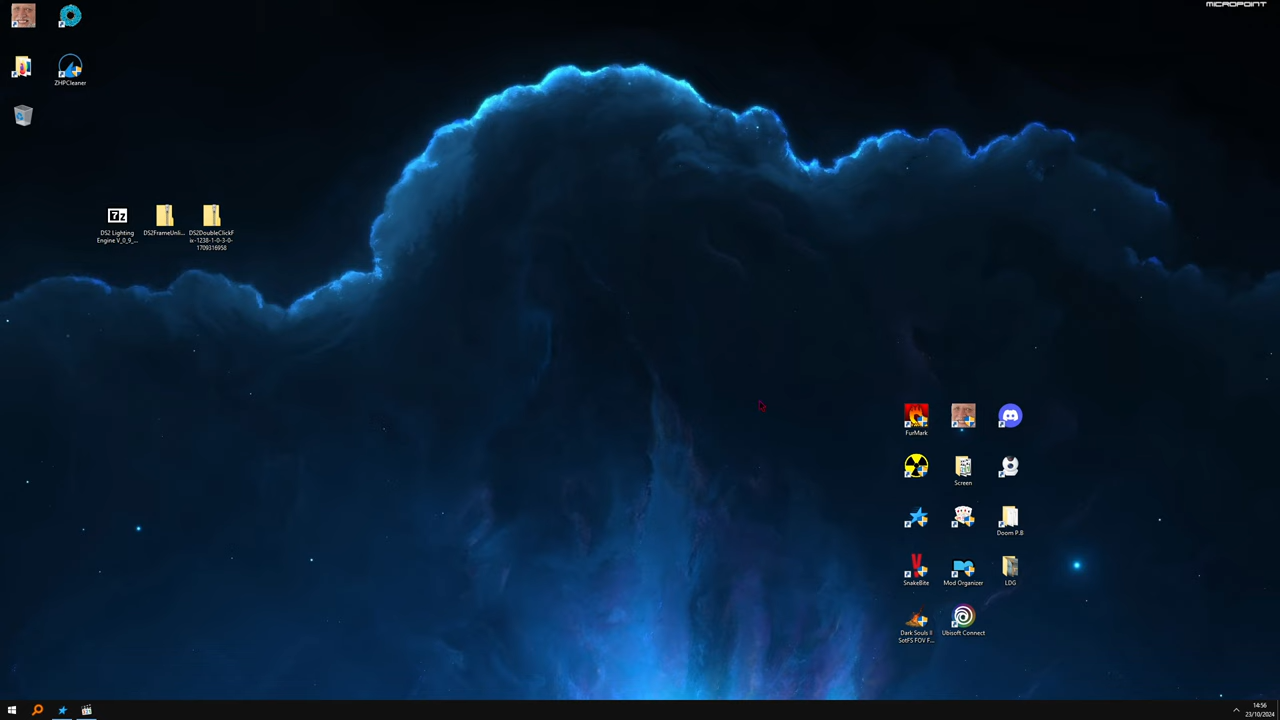 MICROPOINT
ZHPCleaner
DS2 Lighting
Engine V_0_9_...
DS2FrameUnli...
DS2DoubleClickF
ix-1238-1-0-3-0-
1709316958
FurMark
Screen
Doom P.B
SnakeBite
Mod Organizer
LDG
Dark Souls II
SotFS FOV F...
Ubisoft Connect
14:56
23/10/2024